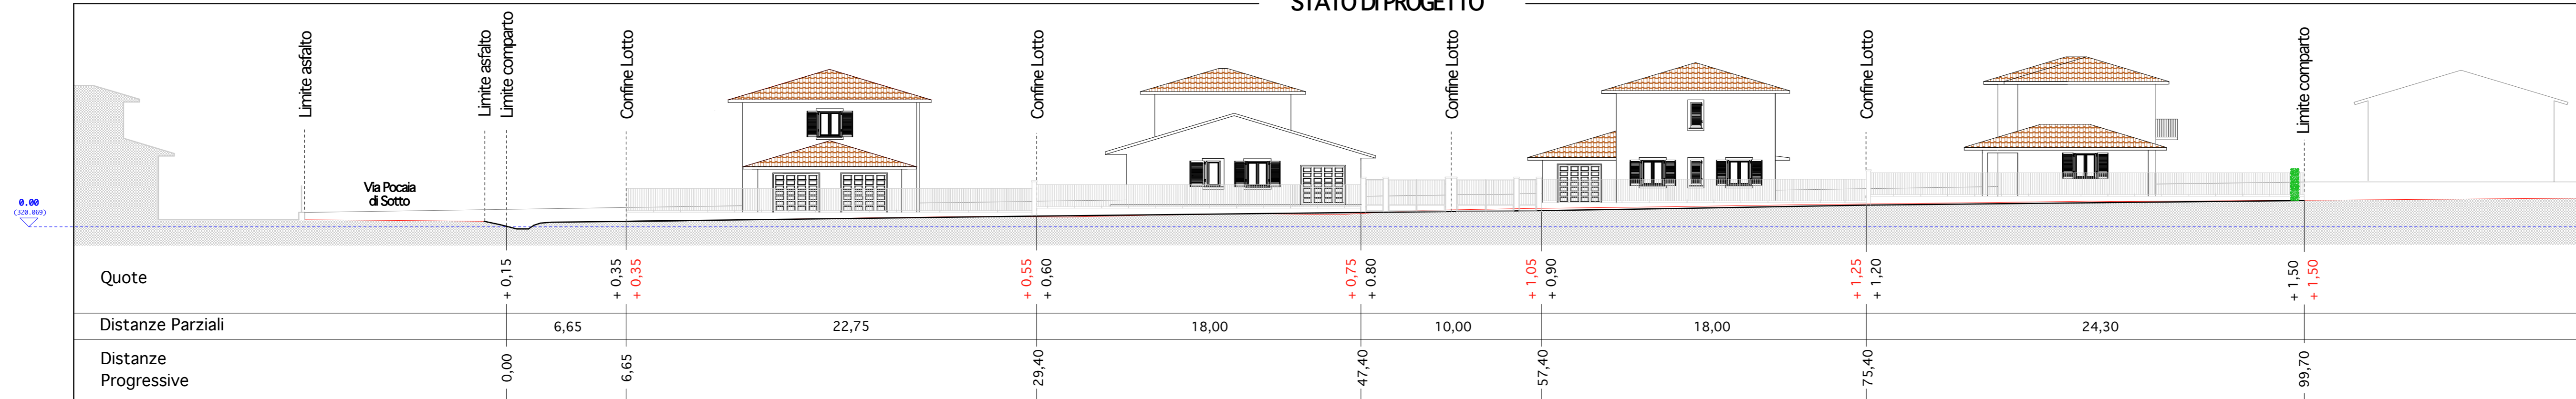 STATO DI PROGETTO
Limite asfalto
Limite asfalto
Limite comparto
Confine Lotto
Confine Lotto
Confine Lotto
Confine Lotto
Limite comparto
Via Pocaia
di Sotto
0.00
(320.069)
Quote
+ 0,15
+ 0,35
+ 0,35
+ 0,55
+ 0,60
+ 0,75
+ 0.80
+ 1,05
+ 0,90
+ 1,25
+ 1,20
+ 1,50
+ 1,50
Distanze Parziali
6,65
22,75
18,00
10,00
18,00
24,30
Distanze
Progressive
0,00
6,65
29,40
47,40
57,40
75,40
99,70